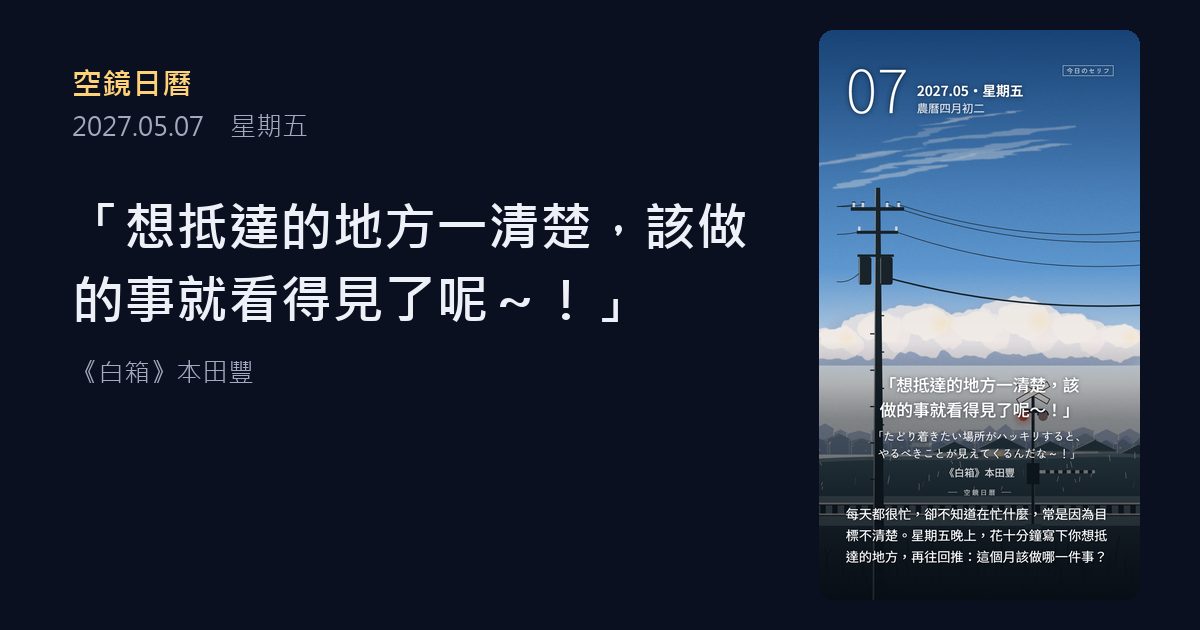 空鏡日曆
2027.05.07 星期五
「想抵達的地方一清楚，該做
的事就看得見了呢～！」
《白箱》本田豐
07
今日のセリフ
2027.05・星期五
農曆四月初二
「想抵達的地方一清楚，該
做的事就看得見了呢～！」
「たどり着きたい場所がハッキリすると、
やるべきことが見えてくるんだな～！」
《白箱》本田豐
空鏡日曆
每天都很忙，卻不知道在忙什麼，常是因為目
標不清楚。星期五晚上，花十分鐘寫下你想抵
達的地方，再往回推：這個月該做哪一件事？